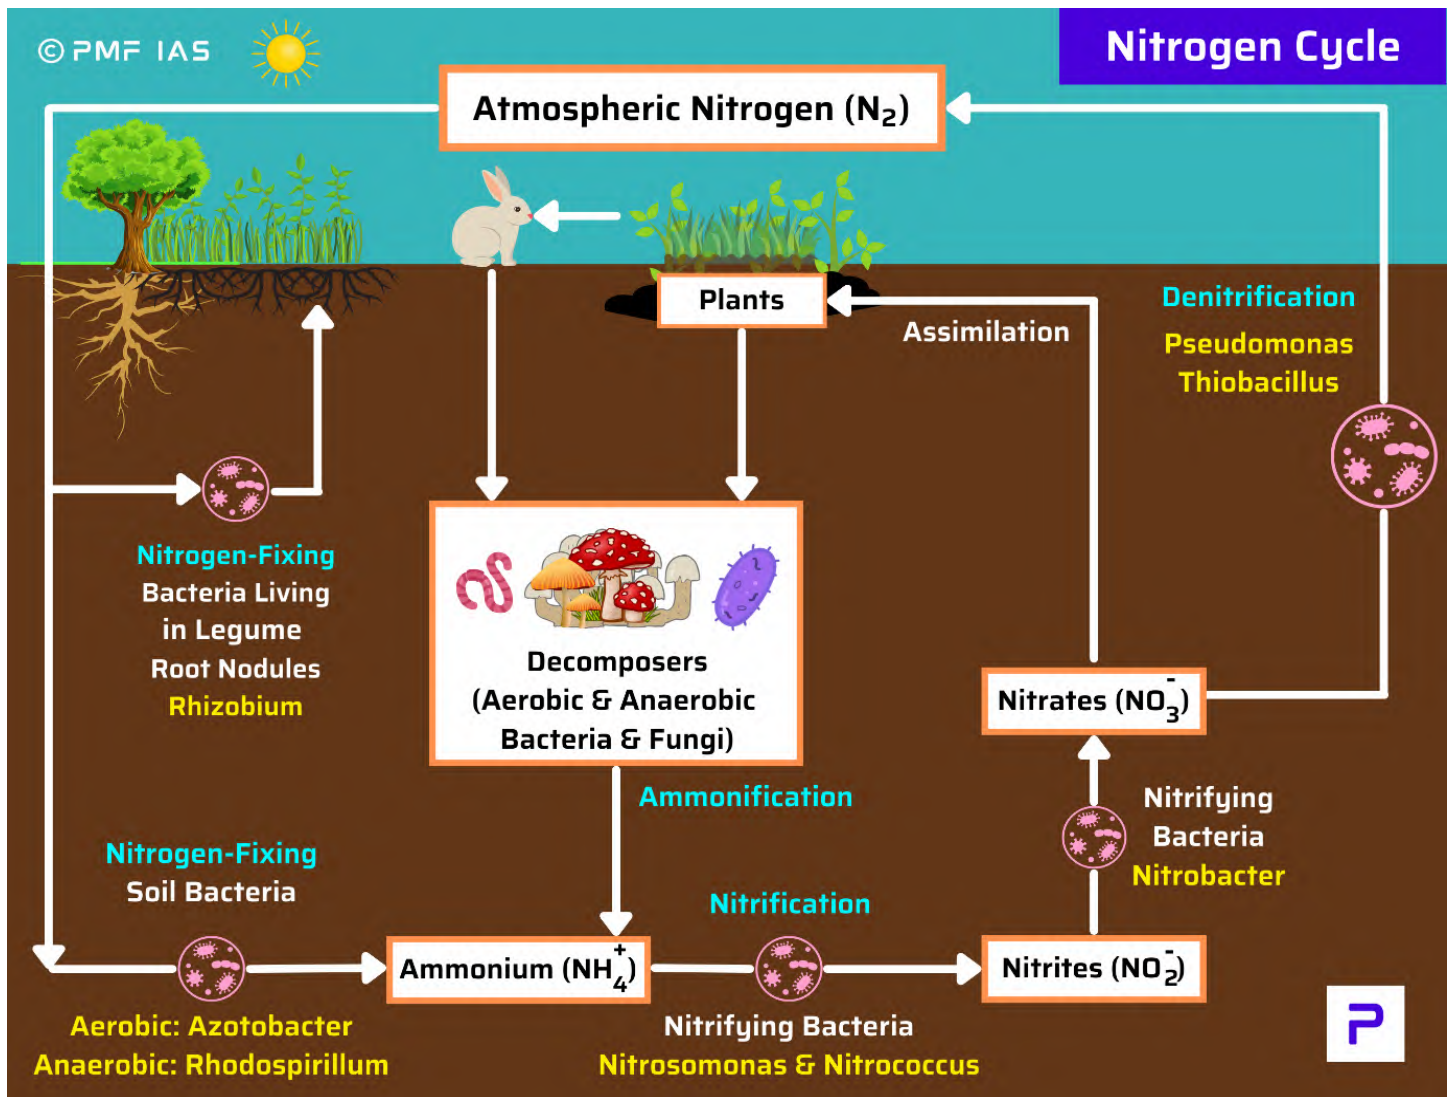 © PMF IAS
Nitrogen Cycle
Atmospheric Nitrogen (N₂)
Plants
Assimilation
Denitrification
Pseudomonas
Thiobacillus
Nitrogen-Fixing
Bacteria Living
in Legume
Root Nodules
Rhizobium
Decomposers
(Aerobic & Anaerobic
Bacteria & Fungi)
Nitrates (NO₃⁻)
Ammonification
Nitrifying
Bacteria
Nitrobacter
Nitrogen-Fixing
Soil Bacteria
Nitrification
Ammonium (NH₄⁺)
Nitrites (NO₂⁻)
Aerobic: Azotobacter
Anaerobic: Rhodospirillum
Nitrifying Bacteria
Nitrosomonas & Nitrococcus
P